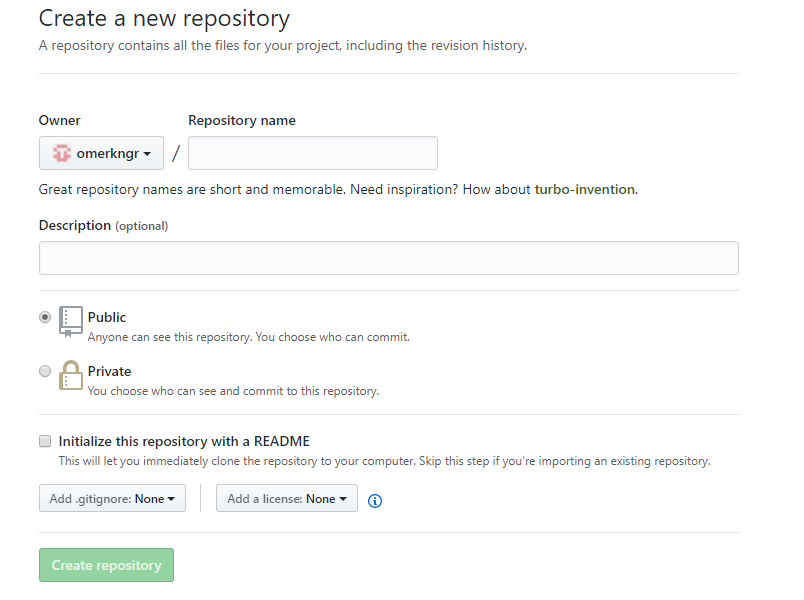 Create a new repository
A repository contains all the files for your project, including the revision history.
Owner
Repository name
omerkngr
/
Great repository names are short and memorable. Need inspiration? How about turbo-invention.
Description (optional)
Public
Anyone can see this repository. You choose who can commit.
Private
You choose who can see and commit to this repository.
Initialize this repository with a README
This will let you immediately clone the repository to your computer. Skip this step if you're importing an existing repository.
Add .gitignore: None
Add a license: None
Create repository